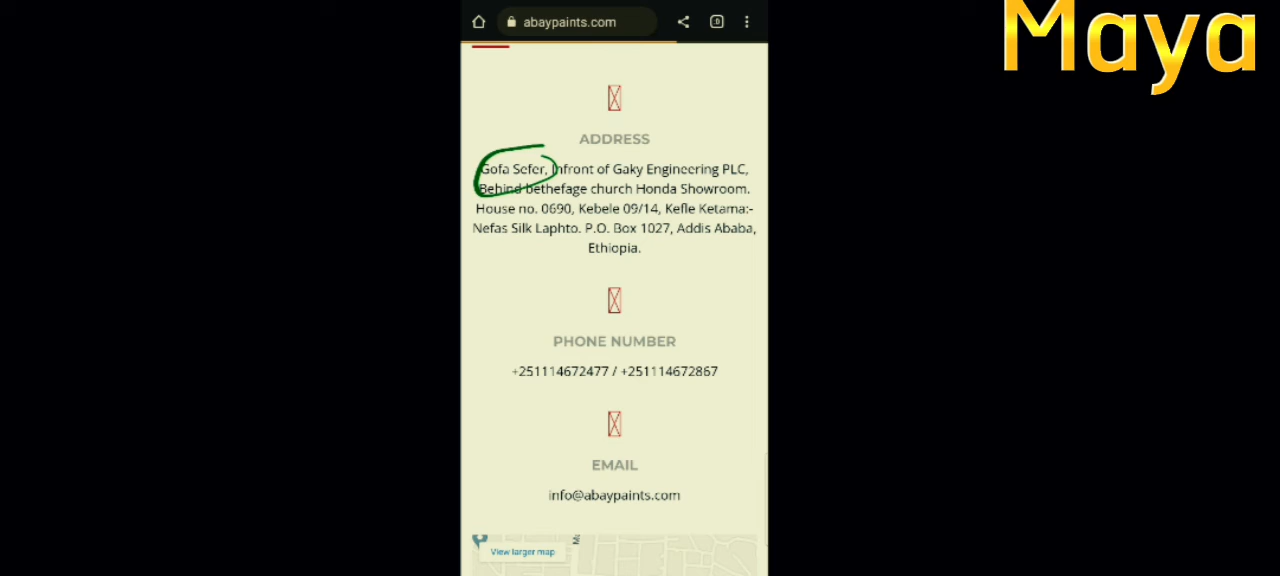 Maya
abaypaints.com
ADDRESS
Gofa Sefer, Infront of Gaky Engineering PLC,
Behind bethefage church Honda Showroom.
House no. 0690, Kebele 09/14, Kefle Ketama:-
Nefas Silk Laphto. P.O. Box 1027, Addis Ababa,
Ethiopia.
PHONE NUMBER
+251114672477 / +251114672867
EMAIL
info@abaypaints.com
View larger map